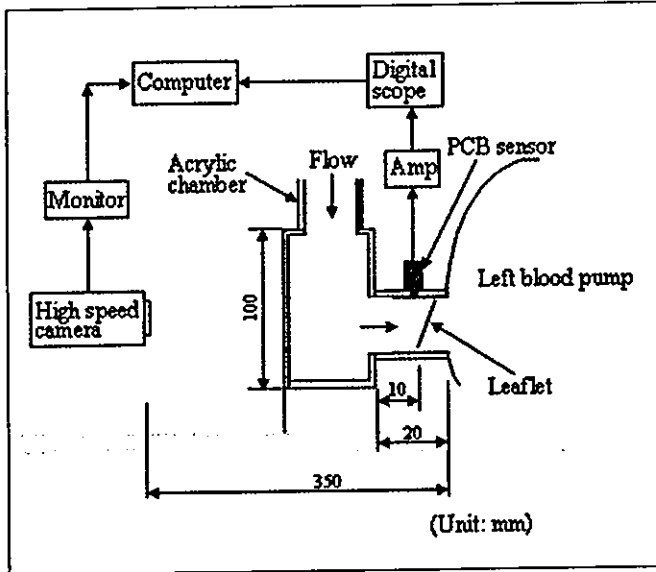 Computer
Digital
scope
Flow
PCB sensor
Acrylic
chamber
Amp
Monitor
Left blood pump
100
High speed
camera
Leaflet
10
20
350
(Unit: mm)